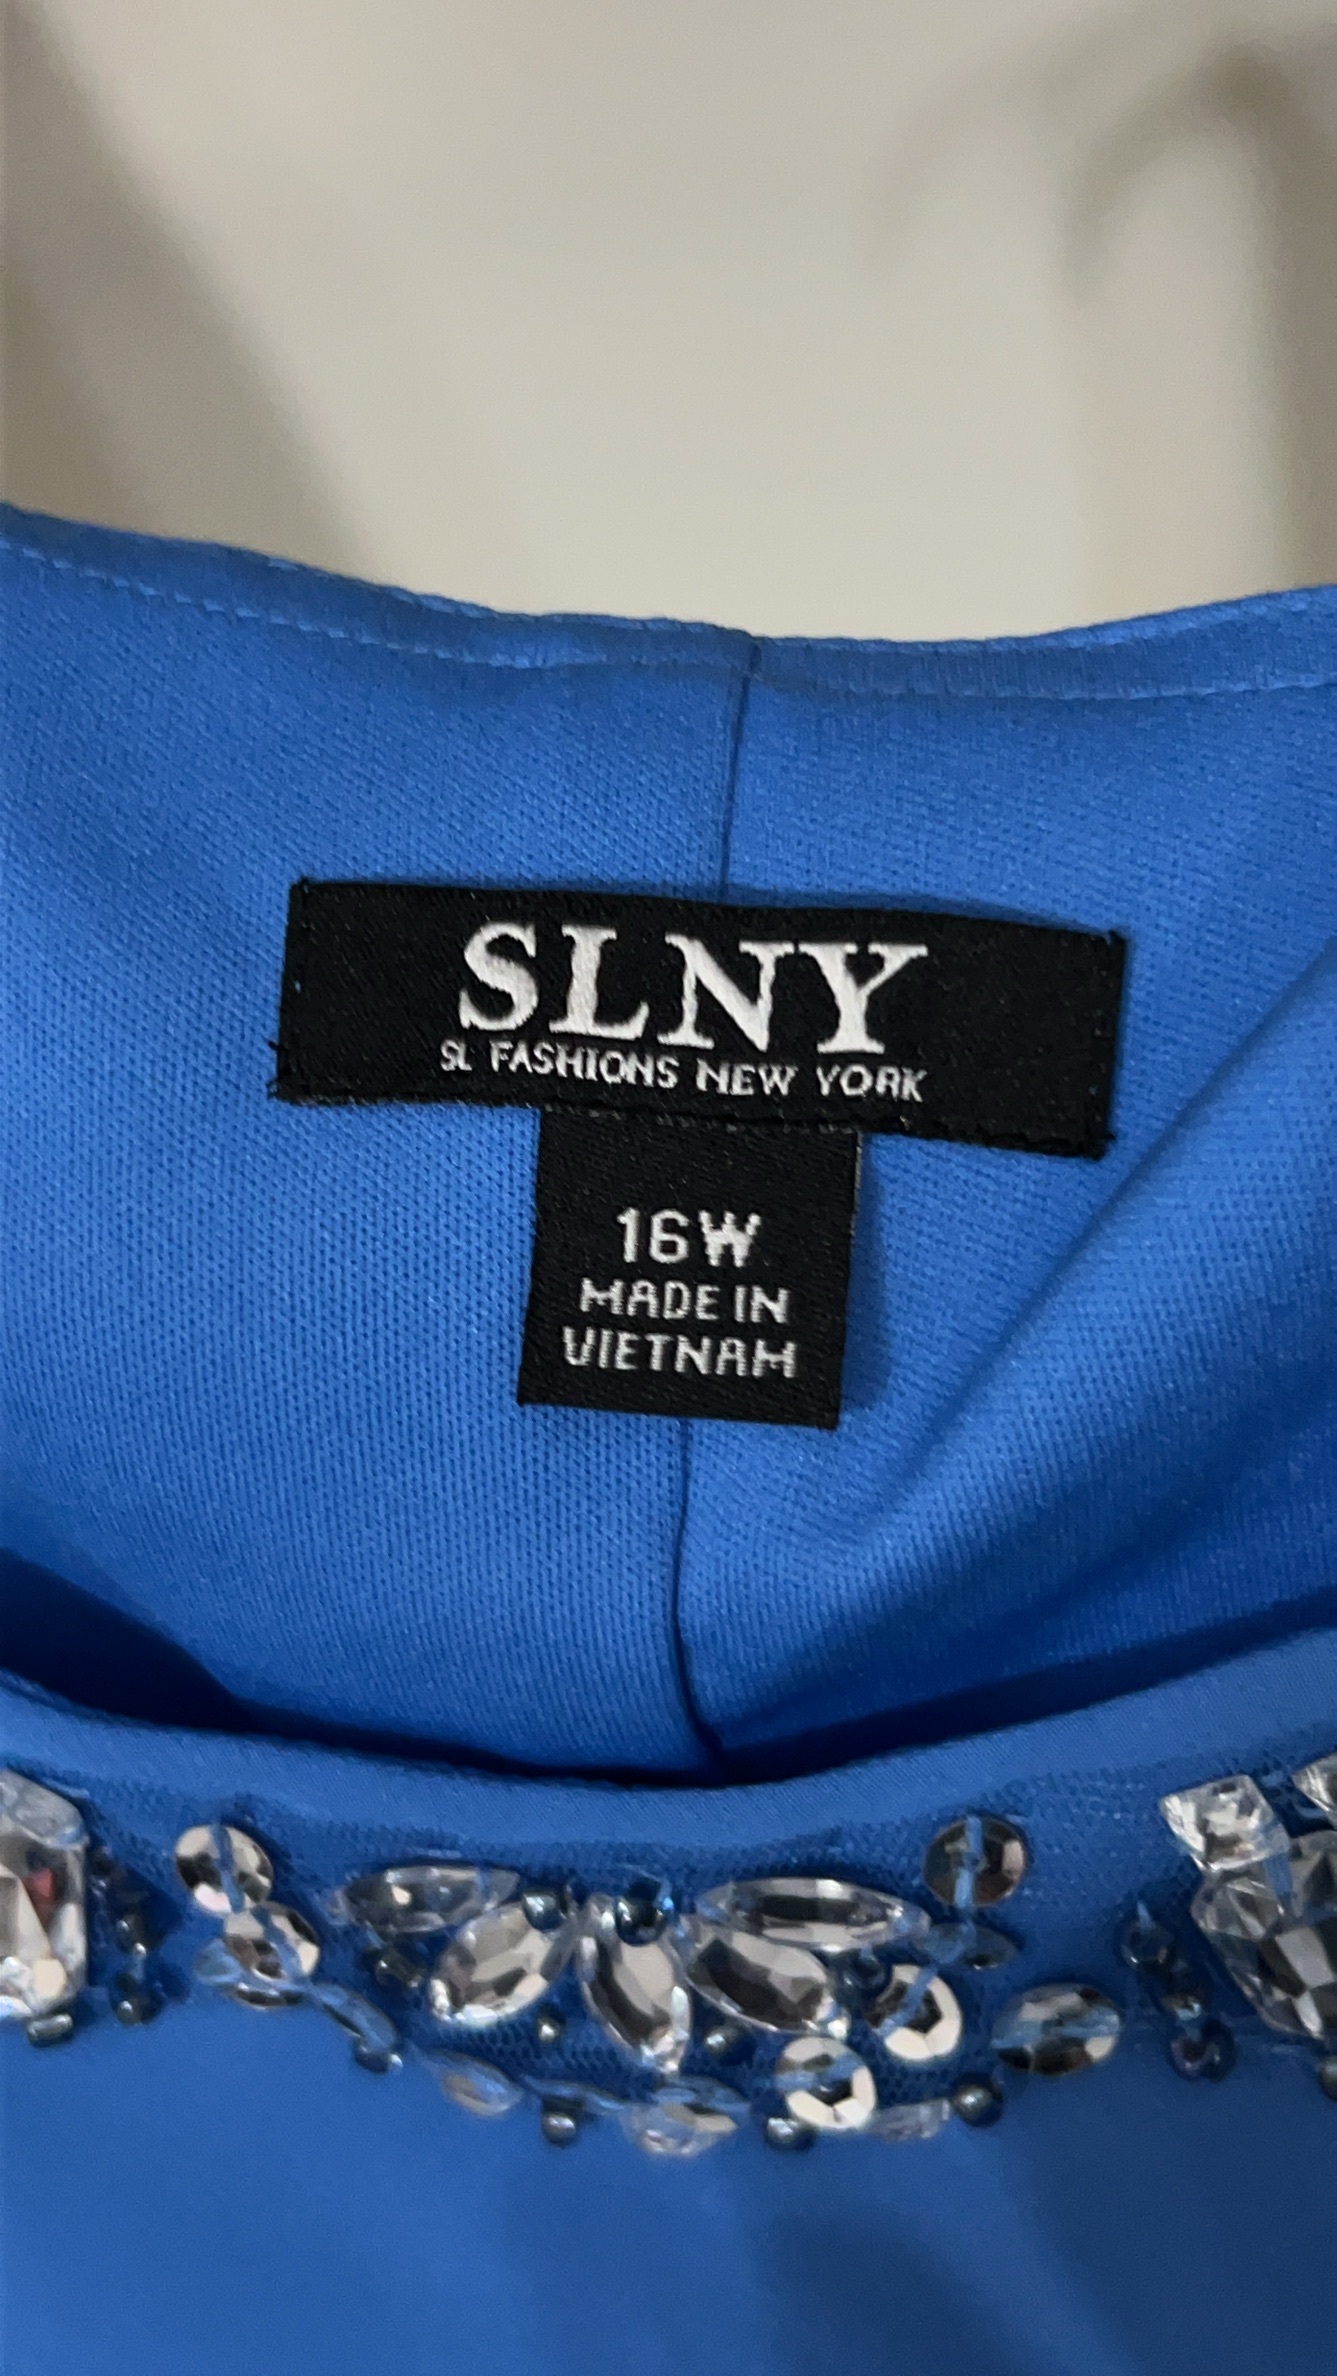 SLNY
SL FASHIONS NEW YORK
16W
MADE IN
VIETNAM